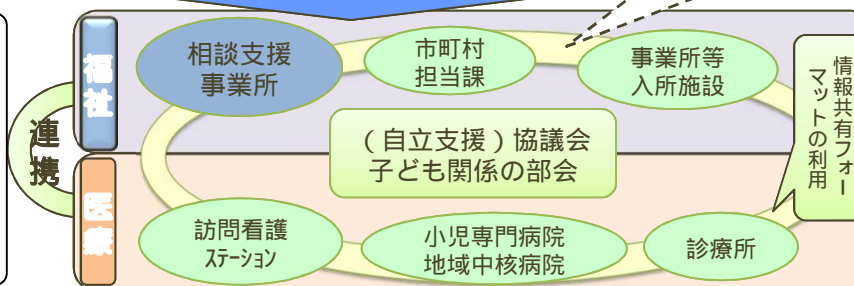 福祉
相談支援
事業所
市町村
担当課
事業所等
入所施設
情報共有フォー
マットの利用
連携
（自立支援）協議会
子ども関係の部会
医療
訪問看護
ｽﾃｰｼｮﾝ
小児専門病院
地域中核病院
診療所